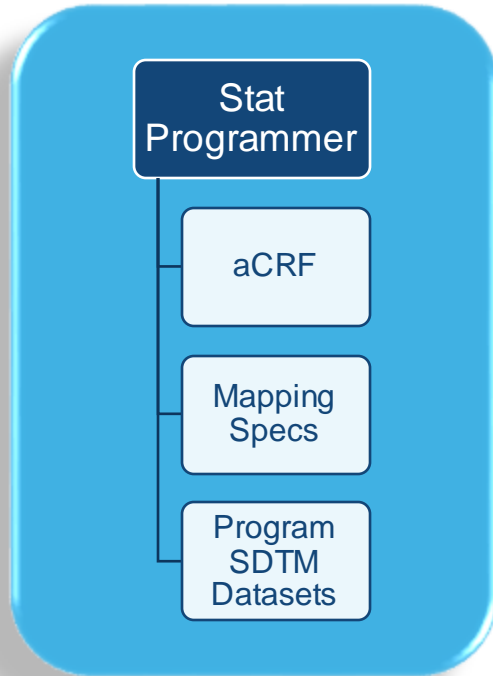 Stat
Programmer
aCRF
Mapping
Specs
Program
SDTM
Datasets